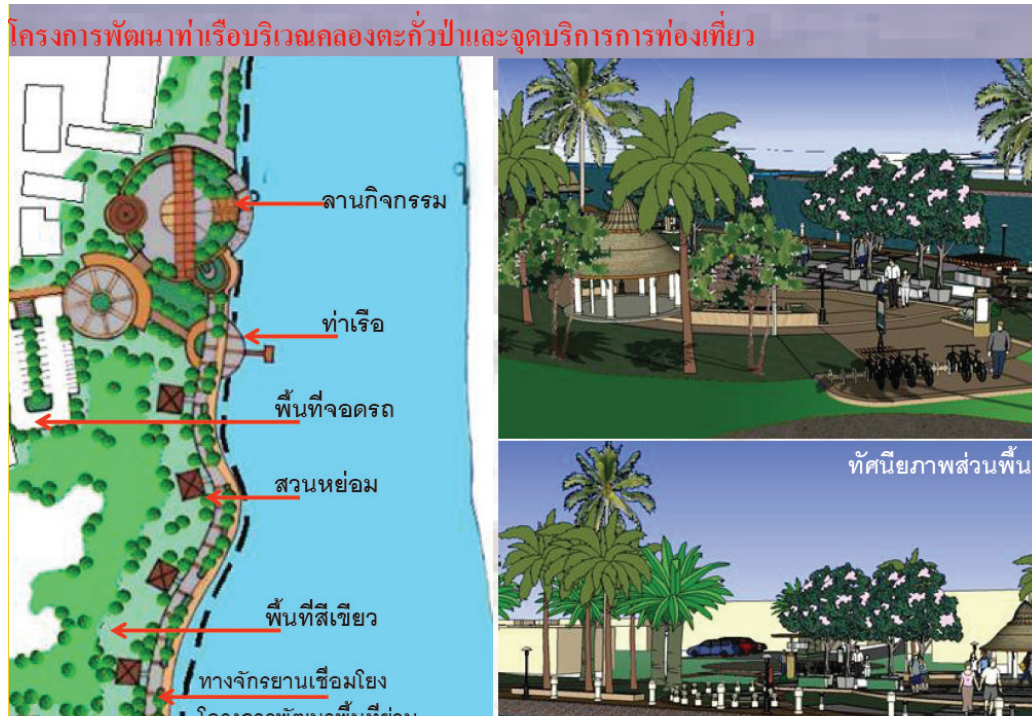 โครงการพัฒนาท่าเรือบริเวณคลองตะกั่วป่าและจุดบริการการท่องเที่ยว
ลานกิจกรรม
ท่าเรือ
พื้นที่จอดรถ
สวนหย่อม
พื้นที่สีเขียว
ทางจักรยานเชื่อมโยง
ทัศนียภาพส่วนพื้น